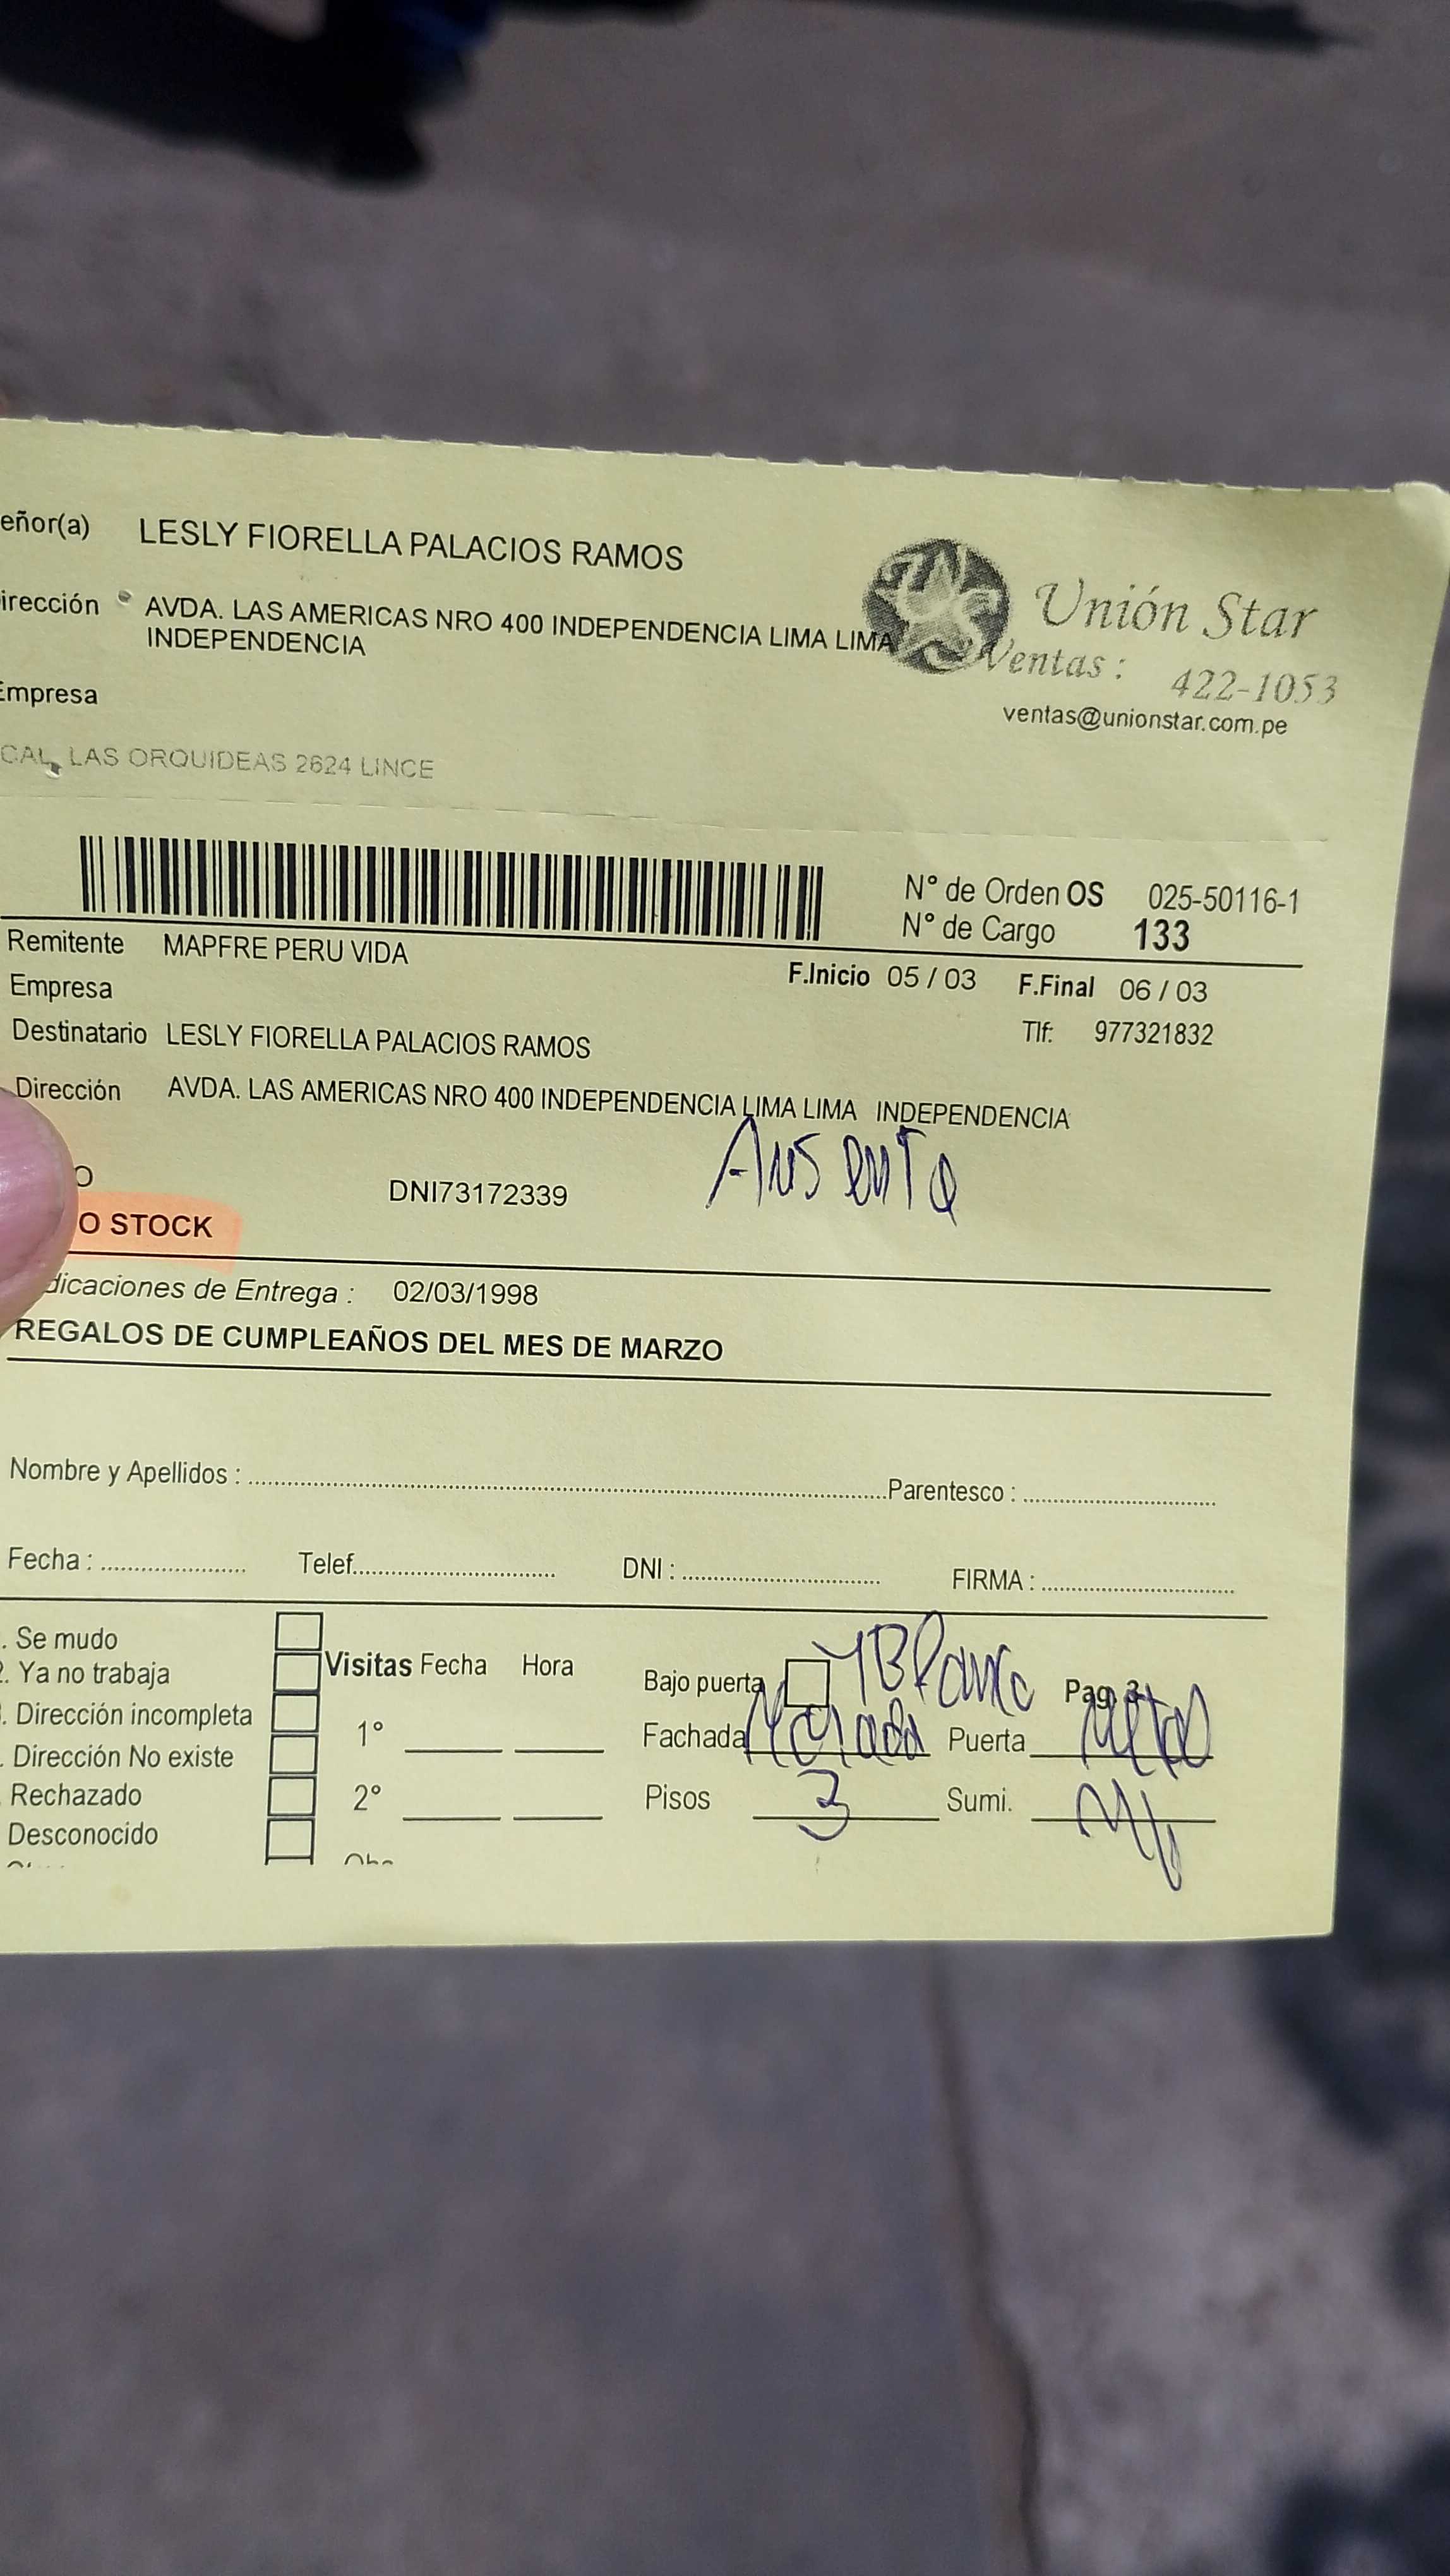 eñor(a) LESLY FIORELLA PALACIOS RAMOS
irección AVDA. LAS AMERICAS NRO 400 INDEPENDENCIA LIMA LIMA
INDEPENDENCIA
Unión Star
Ventas: 422-1053
ventas@unionstar.com.pe
Empresa
CAL. LAS ORQUIDEAS 2624 LINCE
N° de Orden OS 025-50116-1
N° de Cargo 133
Remitente MAPFRE PERU VIDA
F.Inicio 05 / 03 F.Final 06 / 03
Empresa
Tlf: 977321832
Destinatario LESLY FIORELLA PALACIOS RAMOS
Dirección AVDA. LAS AMERICAS NRO 400 INDEPENDENCIA LIMA LIMA INDEPENDENCIA
Ausente
O
DNI73172339
O STOCK
dicaciones de Entrega : 02/03/1998
REGALOS DE CUMPLEAÑOS DEL MES DE MARZO
Nombre y Apellidos : Parentesco :
Fecha : Telef. DNI : FIRMA :
. Se mudo
2. Ya no trabaja
. Dirección incompleta
. Dirección No existe
Rechazado
Desconocido
Visitas Fecha Hora
1°
2°
Bajo puerta Y Blanco Pag 3
Fachada Morada Puerta Metal
Pisos 3 Sumi.